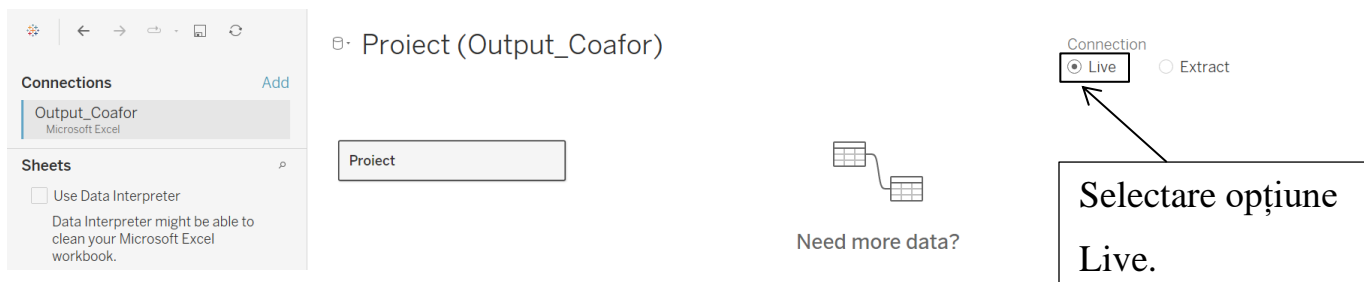 Proiect (Output_Coafor)
Connection
Live
Extract
Connections
Add
Output_Coafor
Microsoft Excel
Sheets
Use Data Interpreter
Data Interpreter might be able to
clean your Microsoft Excel
workbook.
Proiect
Need more data?
Selectare opțiune
Live.